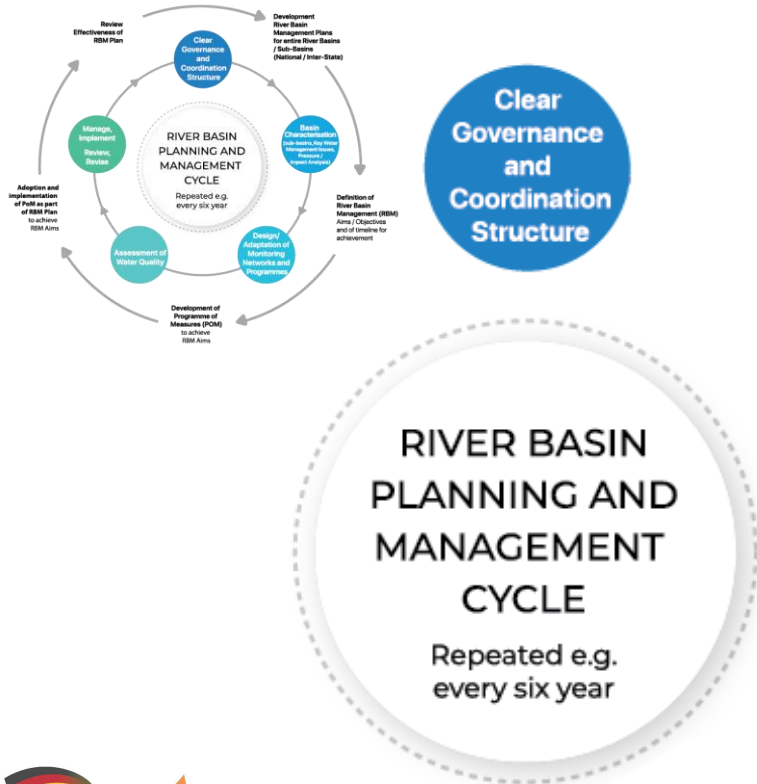 Review
Effectiveness of
RBM Plan
Development
River Basin
Management Plans
for entire River Basins
/ Sub-Basins
(National / Inter-State)
Clear
Governance
and
Coordination
Structure
Manage,
Implement
Review,
Revise
RIVER BASIN
PLANNING AND
MANAGEMENT
CYCLE
Repeated e.g.
every six year
Basin
Characterisation
(sub-basins, Key Water
Management Issues,
Pressure /
Impact Analysis)
Adoption and
implementation
of PoM as part
of RBM Plan
to achieve
RBM Aims
Definition of
River Basin
Management (RBM)
Aims / Objectives
and of timeline for
achievement
Assessment of
Water Quality
Design/
Adaptation of
Monitoring
Networks and
Programmes
Development of
Programme of
Measures (POM)
to achieve
RBM Aims
Clear
Governance
and
Coordination
Structure
RIVER BASIN
PLANNING AND
MANAGEMENT
CYCLE
Repeated e.g.
every six year